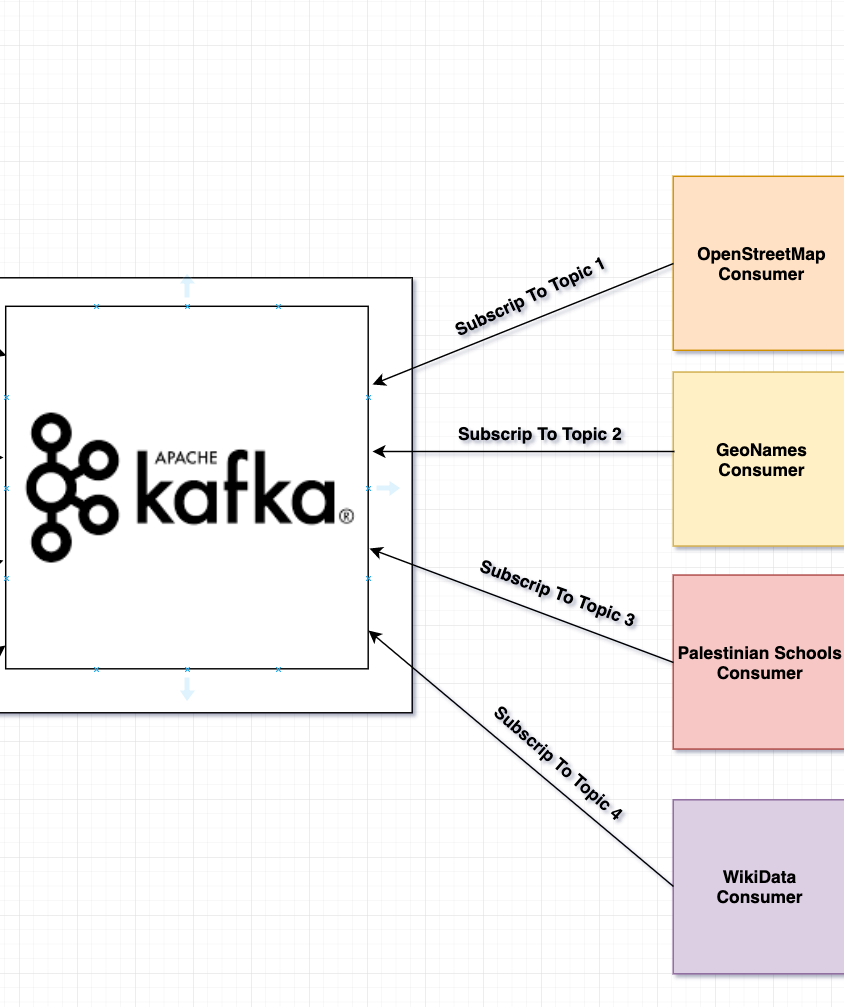 Subscrip To Topic 1
OpenStreetMap
Consumer
Subscrip To Topic 2
GeoNames
Consumer
APACHE
kafka®
Subscrip To Topic 3
Palestinian Schools
Consumer
Subscrip To Topic 4
WikiData
Consumer